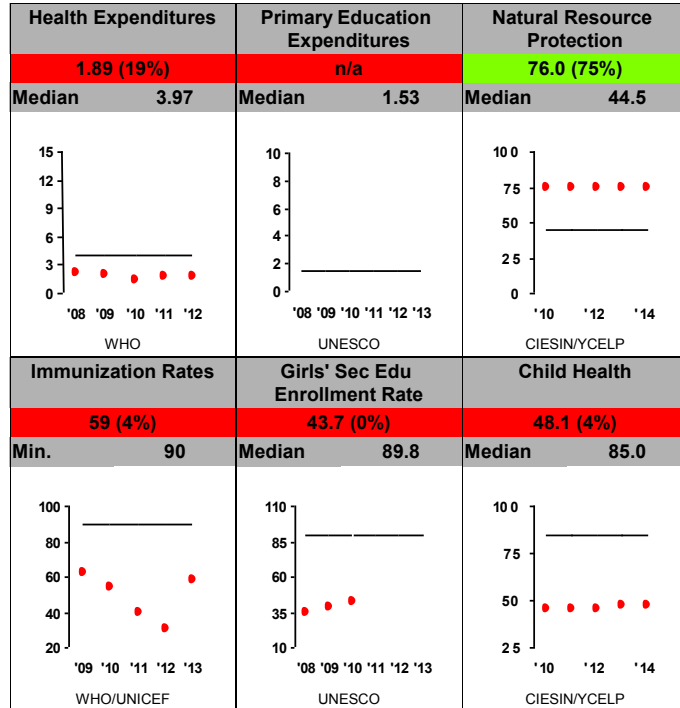 Health Expenditures
1.89 (19%)
Median 3.97
15
12
9
6
3
0
'08 '09 '10 '11 '12
WHO
Primary Education
Expenditures
n/a
Median 1.53
10
8
6
4
2
0
'08 '09 '10 '11 '12 '13
UNESCO
Natural Resource
Protection
76.0 (75%)
Median 44.5
100
75
50
25
0
'10 '12 '14
CIESIN/YCELP
Immunization Rates
59 (4%)
Min. 90
100
80
60
40
20
'09 '10 '11 '12 '13
WHO/UNICEF
Girls' Sec Edu
Enrollment Rate
43.7 (0%)
Median 89.8
110
85
60
35
10
'08 '09 '10 '11 '12 '13
UNESCO
Child Health
48.1 (4%)
Median 85.0
100
75
50
25
'10 '12 '14
CIESIN/YCELP